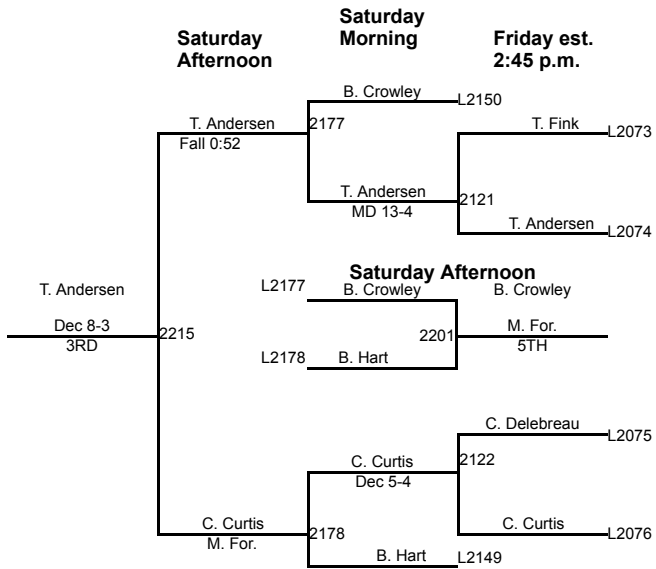 Saturday
Afternoon
Saturday
Morning
Friday est.
2:45 p.m.
B. Crowley
L2150
T. Andersen
2177
T. Fink
L2073
Fall 0:52
T. Andersen
2121
MD 13-4
T. Andersen
L2074
Saturday Afternoon
T. Andersen
L2177
B. Crowley
B. Crowley
Dec 8-3
2215
2201
M. For.
3RD
5TH
L2178
B. Hart
C. Delebreau
L2075
C. Curtis
2122
Dec 5-4
C. Curtis
2178
C. Curtis
L2076
M. For.
B. Hart
L2149